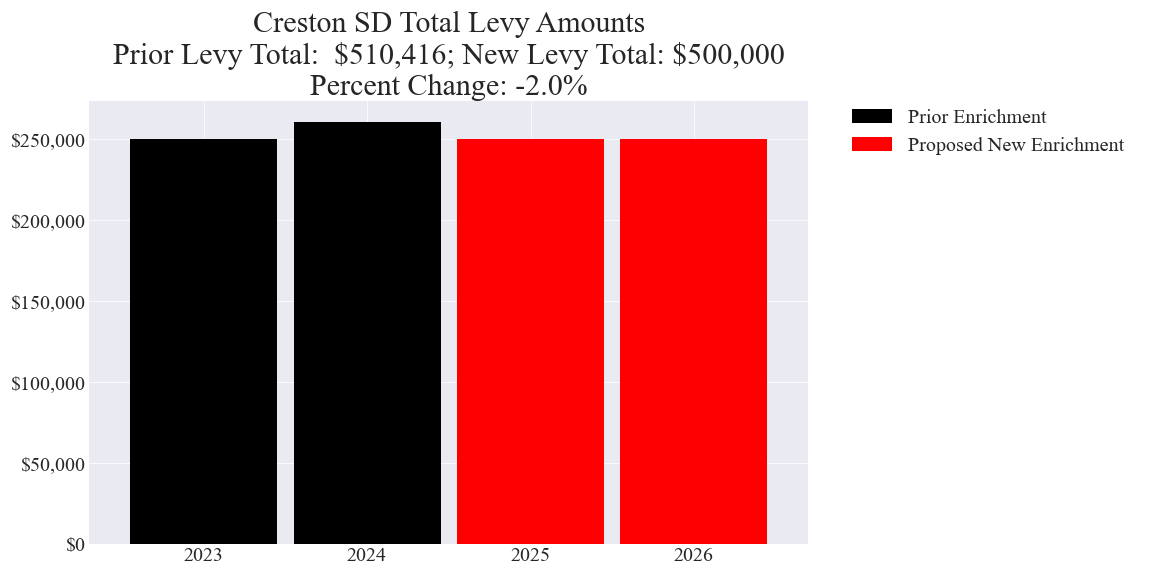 Creston SD Total Levy Amounts
Prior Levy Total:  $510,416; New Levy Total: $500,000
Percent Change: -2.0%
Prior Enrichment
Proposed New Enrichment
$250,000
$200,000
$150,000
$100,000
$50,000
$0
2023 2024 2025 2026